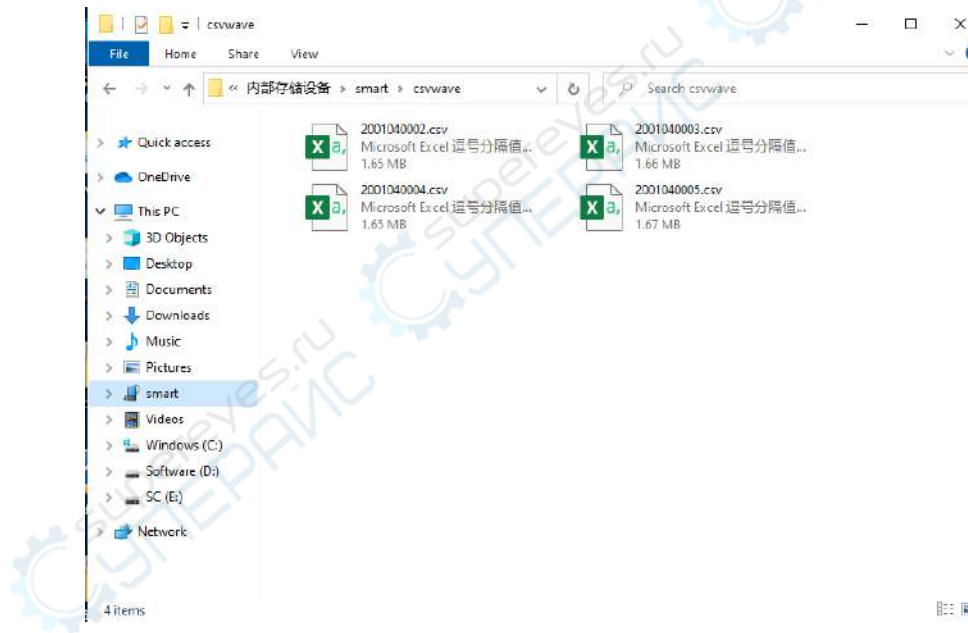 csvwave
File Home Share View
« 内部存储设备 › smart › csvwave
Search csvwave
Quick access
OneDrive
This PC
3D Objects
Desktop
Documents
Downloads
Music
Pictures
smart
Videos
Windows (C:)
Software (D:)
SC (E:)
Network
2001040002.csv
Microsoft Excel 逗号分隔值...
1.65 MB
2001040003.csv
Microsoft Excel 逗号分隔值...
1.66 MB
2001040004.csv
Microsoft Excel 逗号分隔值...
1.65 MB
2001040005.csv
Microsoft Excel 逗号分隔值...
1.67 MB
4 items
supereyes.ru
СУПЕРАЙС
supereyes.ru
СУПЕРАЙС